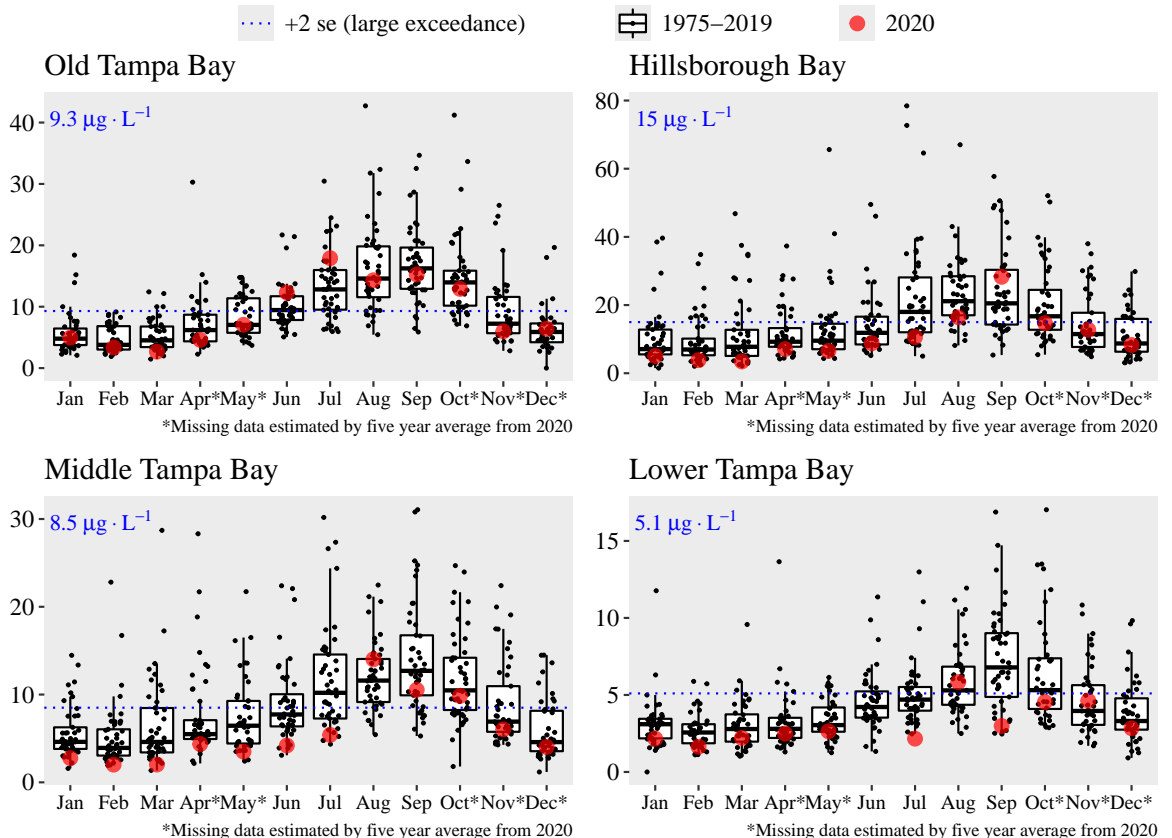 +2 se (large exceedance) 1975–2019 2020
Old Tampa Bay
9.3 µg · L⁻¹
40
30
20
10
0
Jan Feb Mar Apr* May* Jun Jul Aug Sep Oct* Nov* Dec*
*Missing data estimated by five year average from 2020
Hillsborough Bay
15 µg · L⁻¹
80
60
40
20
0
Jan Feb Mar Apr* May* Jun Jul Aug Sep Oct* Nov* Dec*
*Missing data estimated by five year average from 2020
Middle Tampa Bay
8.5 µg · L⁻¹
30
20
10
0
Jan Feb Mar Apr* May* Jun Jul Aug Sep Oct* Nov* Dec*
*Missing data estimated by five year average from 2020
Lower Tampa Bay
5.1 µg · L⁻¹
15
10
5
0
Jan Feb Mar Apr* May* Jun Jul Aug Sep Oct* Nov* Dec*
*Missing data estimated by five year average from 2020